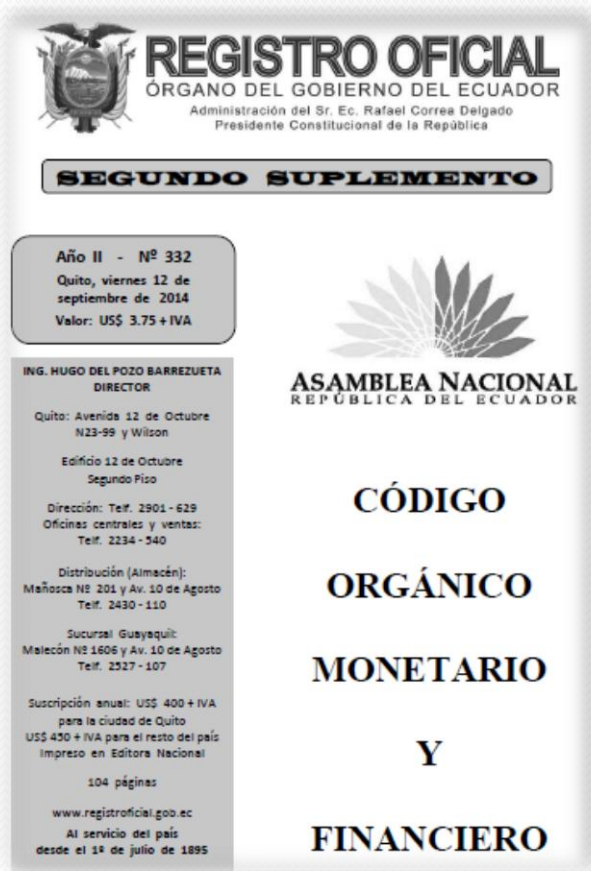 REGISTRO OFICIAL
ÓRGANO DEL GOBIERNO DEL ECUADOR
Administración del Sr. Ec. Rafael Correa Delgado
Presidente Constitucional de la República
SEGUNDO SUPLEMENTO
Año II - Nº 332
Quito, viernes 12 de
septiembre de 2014
Valor: US$ 3.75 + IVA
ING. HUGO DEL POZO BARREZUETA
DIRECTOR
Quito: Avenida 12 de Octubre
N23-99 y Wilson
Edificio 12 de Octubre
Segundo Piso
Dirección: Telf. 2901 - 629
Oficinas centrales y ventas:
Telf. 2234 - 540
Distribución (Almacén):
Mañosca Nº 201 y Av. 10 de Agosto
Telf. 2430 - 110
Sucursal Guayaquil:
Malecón Nº 1606 y Av. 10 de Agosto
Telf. 2527 - 107
Suscripción anual: US$ 400 + IVA
para la ciudad de Quito
US$ 450 + IVA para el resto del país
Impreso en Editora Nacional
104 páginas
www.registroficial.gob.ec
Al servicio del país
desde el 1º de julio de 1895
ASAMBLEA NACIONAL
REPÚBLICA DEL ECUADOR
CÓDIGO
ORGÁNICO
MONETARIO
Y
FINANCIERO